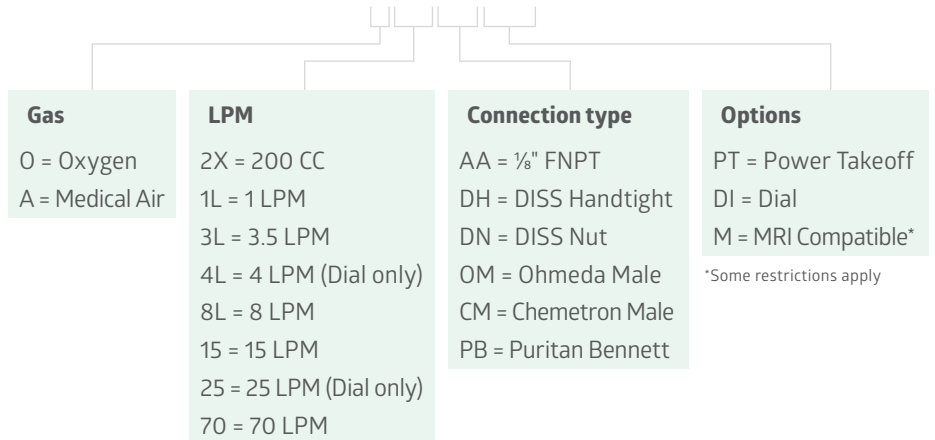 Gas
O = Oxygen
A = Medical Air
LPM
2X = 200 CC
1L = 1 LPM
3L = 3.5 LPM
4L = 4 LPM (Dial only)
8L = 8 LPM
15 = 15 LPM
25 = 25 LPM (Dial only)
70 = 70 LPM
Connection type
AA = ⅛" FNPT
DH = DISS Handtight
DN = DISS Nut
OM = Ohmeda Male
CM = Chemetron Male
PB = Puritan Bennett
Options
PT = Power Takeoff
DI = Dial
M = MRI Compatible*
*Some restrictions apply